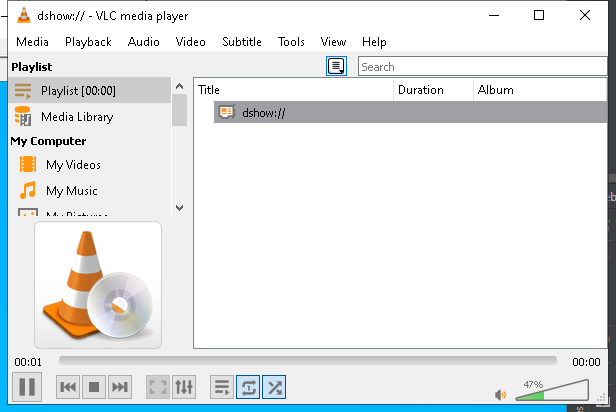 dshow:// - VLC media player
Media Playback Audio Video Subtitle Tools View Help
Playlist
Search
Playlist [00:00]
Media Library
My Computer
My Videos
My Music
My Pictures
Title Duration Album
dshow://
00:01
00:00
47%